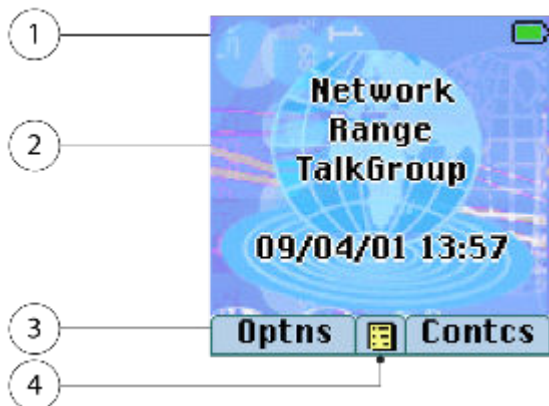 1
Network
2
Range
TalkGroup
09/04/01 13:57
3
Optns
Contcs
4